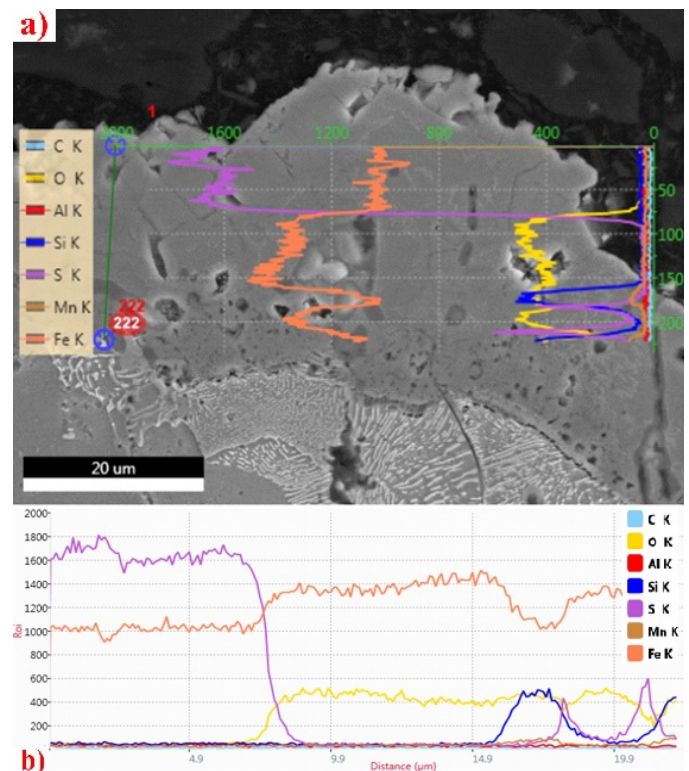 a)
1
2000 1600 1200 800 400 0
C K
O K
Al K
Si K
S K
Mn K
Fe K
50
100
150
200
222
222
20 um
2000
1800
1600
1400
1200
1000
800
600
400
200
Roi
C K
O K
Al K
Si K
S K
Mn K
Fe K
4.9 9.9 14.9 19.9
Distance (µm)
b)